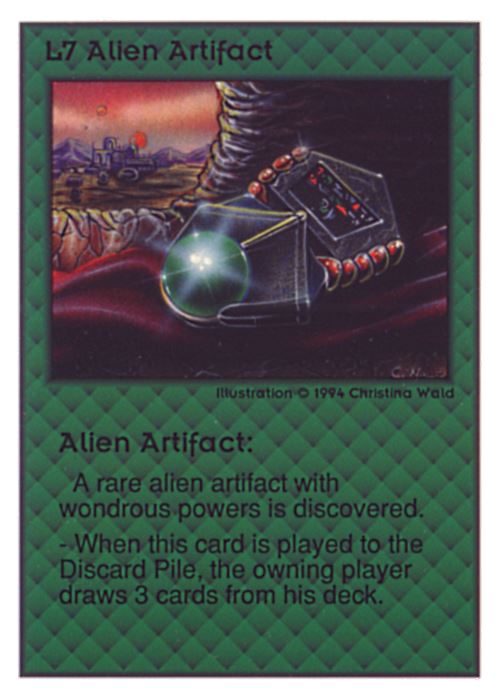 L7 Alien Artifact
Illustration © 1994 Christina Wald
Alien Artifact:
A rare alien artifact with
wondrous powers is discovered.
- When this card is played to the
Discard Pile, the owning player
draws 3 cards from his deck.